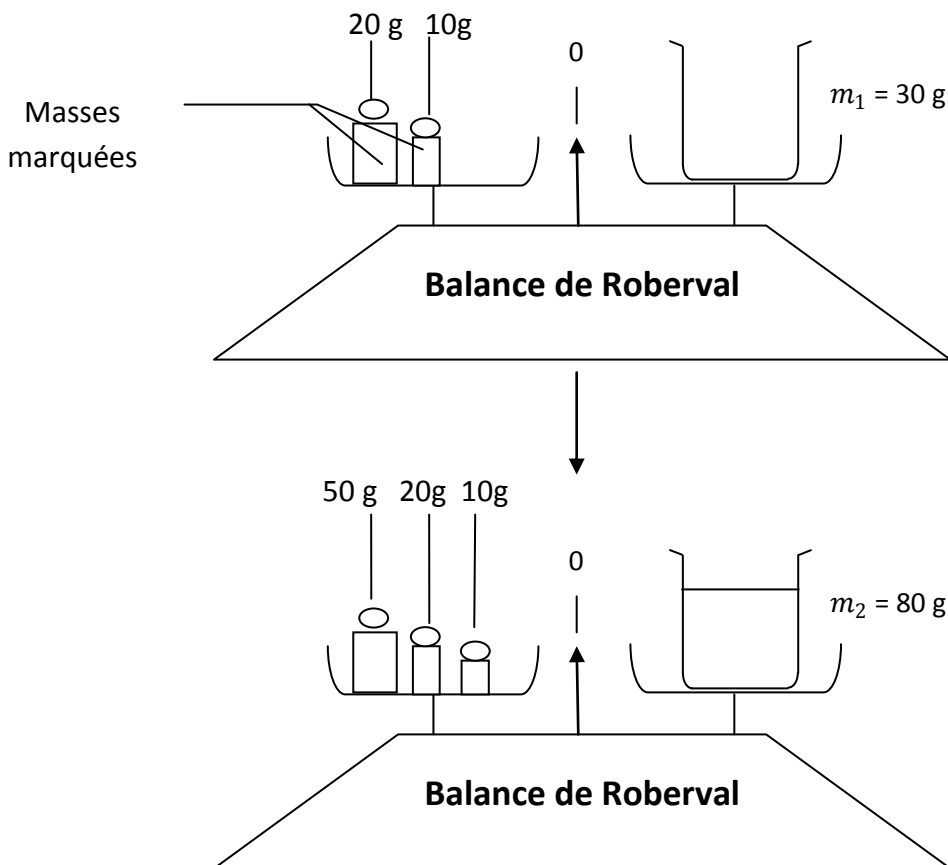 20 g 10g
0
Masses
marquées
𝑚₁ = 30 g
Balance de Roberval
50 g 20g 10g
0
𝑚₂ = 80 g
Balance de Roberval